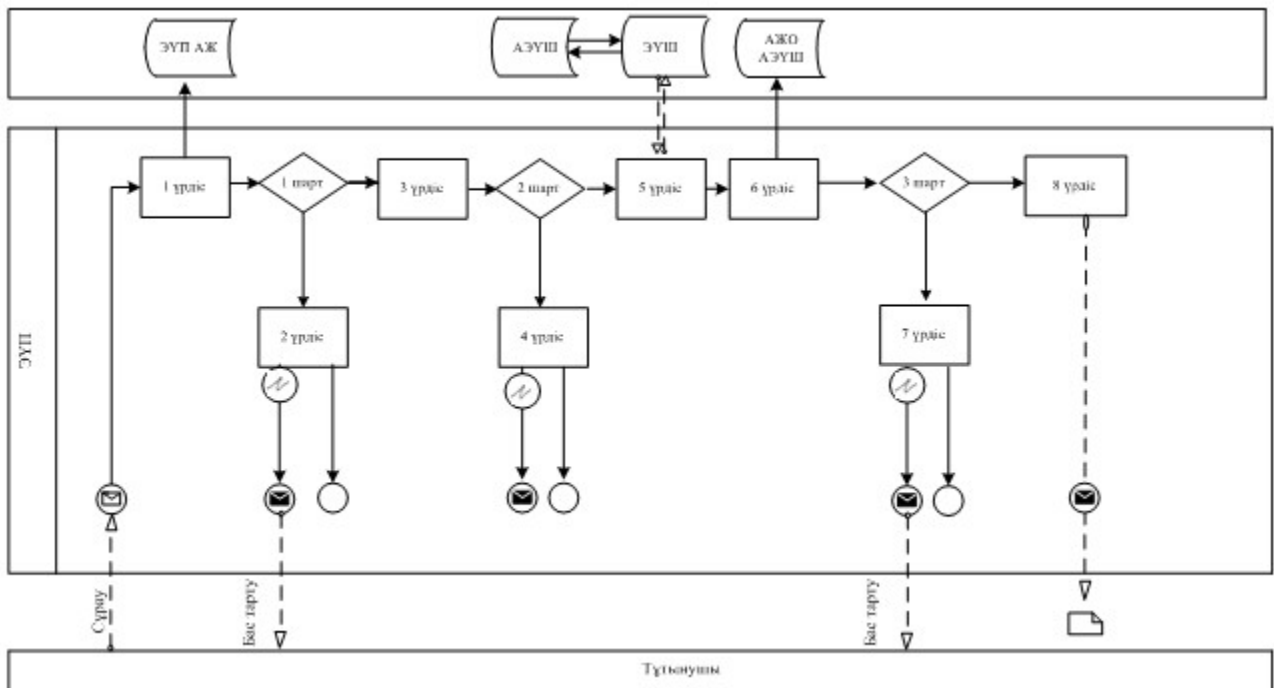 ЭҮП АЖ
АЭҮШ
ЭҮШ
АЖО
АЭҮШ
1 үрдіс
1 шарт
3 үрдіс
2 шарт
5 үрдіс
6 үрдіс
3 шарт
8 үрдіс
2 үрдіс
4 үрдіс
7 үрдіс
ЭҮП
Сұрау
Бас тарту
Бас тарту
Тұтынушы